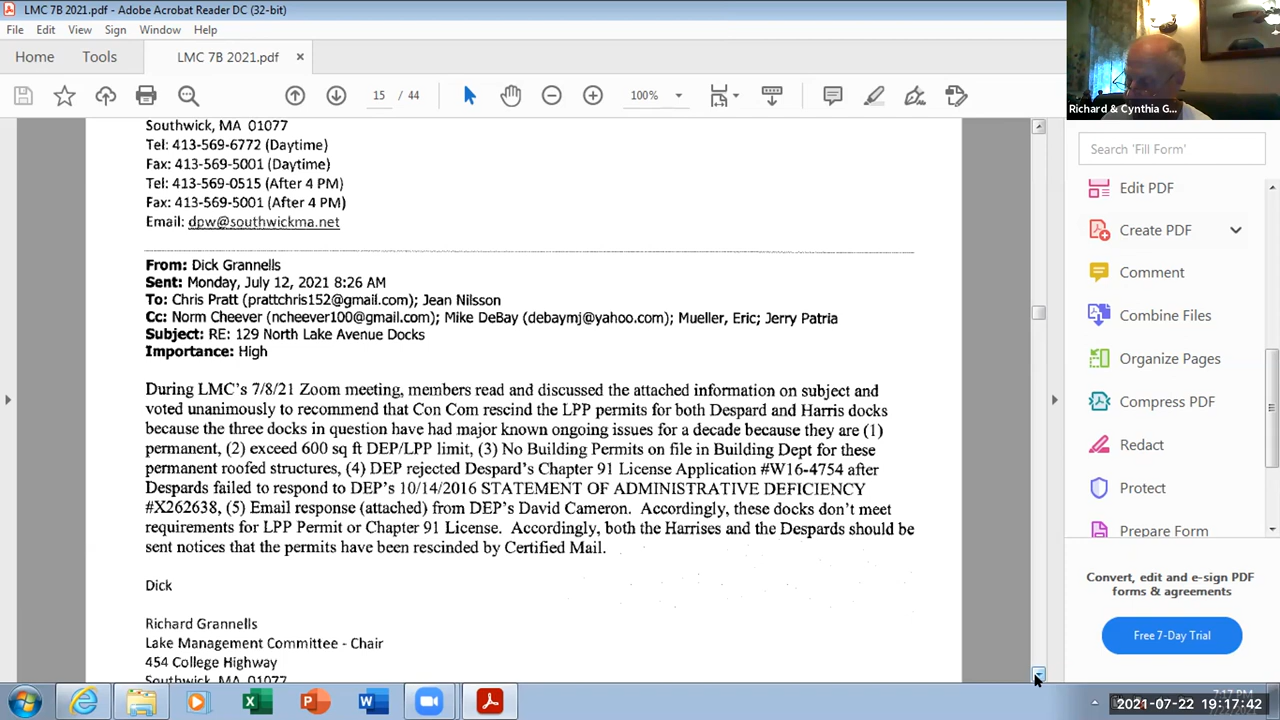 LMC 7B 2021.pdf - Adobe Acrobat Reader DC (32-bit)
File Edit View Sign Window Help
Home Tools LMC 7B 2021.pdf ×
15 / 44 100%
Richard & Cynthia G...
Southwick, MA 01077
Tel: 413-569-6772 (Daytime)
Fax: 413-569-5001 (Daytime)
Tel: 413-569-0515 (After 4 PM)
Fax: 413-569-5001 (After 4 PM)
Email: dpw@southwickma.net
From: Dick Grannells
Sent: Monday, July 12, 2021 8:26 AM
To: Chris Pratt (prattchris152@gmail.com); Jean Nilsson
Cc: Norm Cheever (ncheever100@gmail.com); Mike DeBay (debaymj@yahoo.com); Mueller, Eric; Jerry Patria
Subject: RE: 129 North Lake Avenue Docks
Importance: High
During LMC's 7/8/21 Zoom meeting, members read and discussed the attached information on subject and
voted unanimously to recommend that Con Com rescind the LPP permits for both Despard and Harris docks
because the three docks in question have had major known ongoing issues for a decade because they are (1)
permanent, (2) exceed 600 sq ft DEP/LPP limit, (3) No Building Permits on file in Building Dept for these
permanent roofed structures, (4) DEP rejected Despard's Chapter 91 License Application #W16-4754 after
Despards failed to respond to DEP's 10/14/2016 STATEMENT OF ADMINISTRATIVE DEFICIENCY
#X262638, (5) Email response (attached) from DEP's David Cameron. Accordingly, these docks don't meet
requirements for LPP Permit or Chapter 91 License. Accordingly, both the Harrises and the Despards should be
sent notices that the permits have been rescinded by Certified Mail.
Dick
Richard Grannells
Lake Management Committee - Chair
454 College Highway
Southwick, MA 01077
Search 'Fill Form'
Edit PDF
Create PDF
Comment
Combine Files
Organize Pages
Compress PDF
Redact
Protect
Prepare Form
Convert, edit and e-sign PDF
forms & agreements
Free 7-Day Trial
7:17 PM
2021-07-22 19:17:42